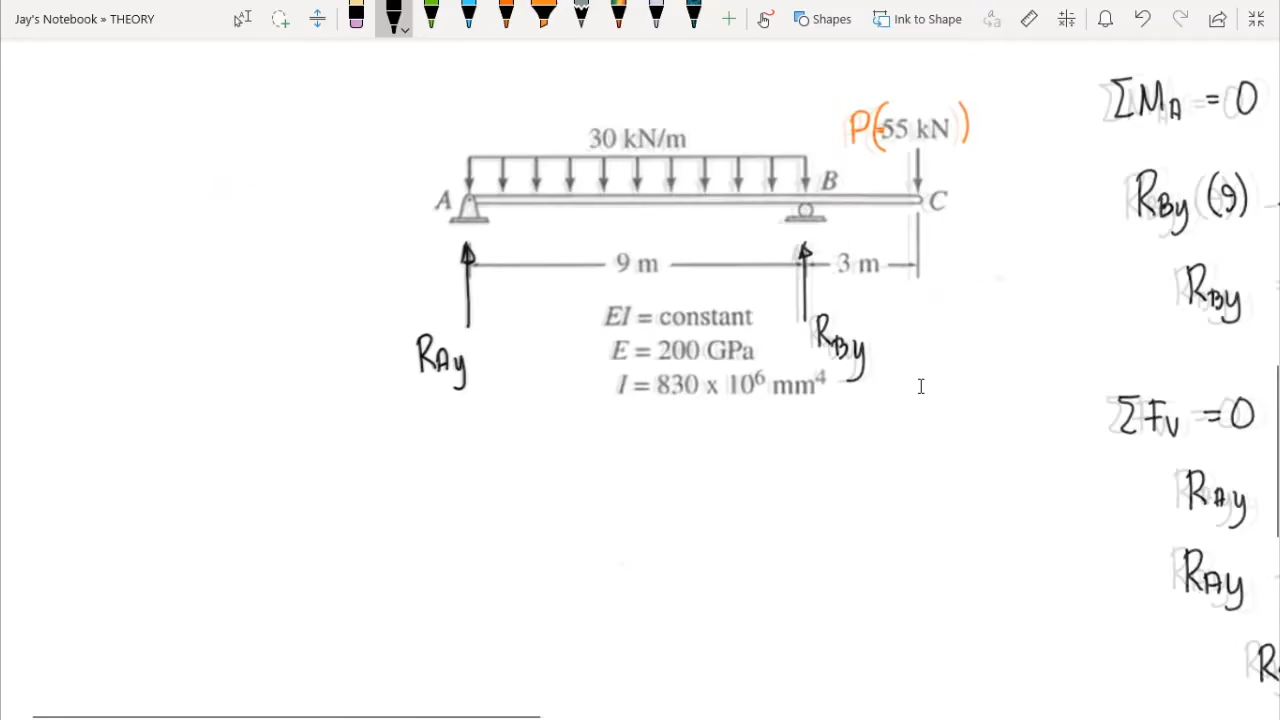 Jay's Notebook » THEORY
Shapes
Ink to Shape
30 kN/m
P(55 kN)
A
B
C
9 m
3 m
RAy
RBy
EI = constant
E = 200 GPa
I = 830 x 10⁶ mm⁴
ΣMA = 0
RBy (9)
RBy
ΣFV = 0
RAy
RAy